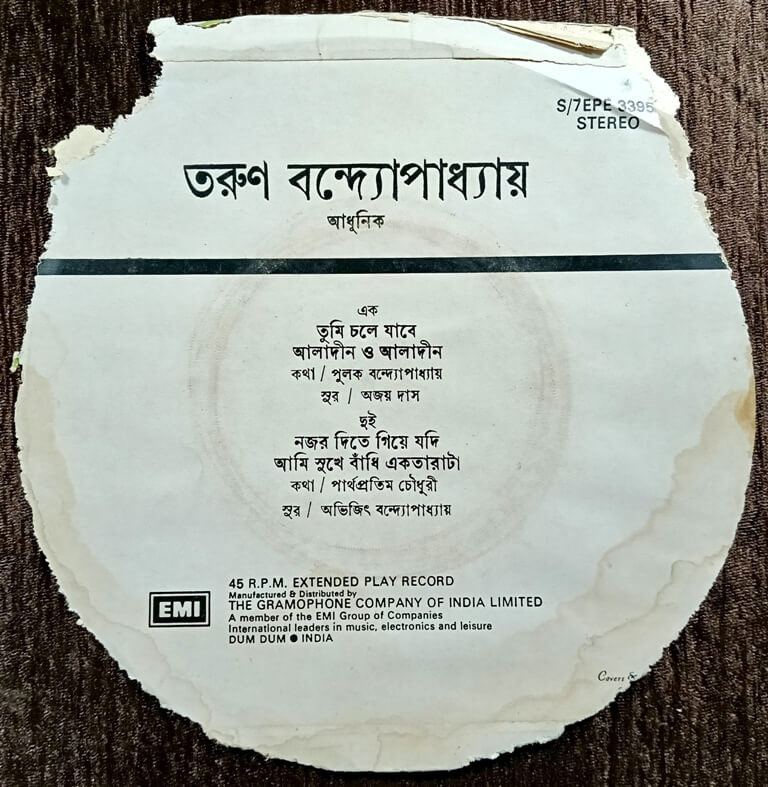 S/7EPE 3395
STEREO
তরুণ বন্দ্যোপাধ্যায়
আধুনিক
এক
তুমি চলে যাবে
আলাদীন ও আলাদীন
কথা / পুলক বন্দ্যোপাধ্যায়
সুর / অজয় দাস
দুই
নজর দিতে গিয়ে যদি
আমি সুখে বাঁধি একতারাটা
কথা / পার্থপ্রতিম চৌধুরী
সুর / অভিজিৎ বন্দ্যোপাধ্যায়
EMI
45 R.P.M. EXTENDED PLAY RECORD
Manufactured & Distributed by
THE GRAMOPHONE COMPANY OF INDIA LIMITED
A member of the EMI Group of Companies
International leaders in music, electronics and leisure
DUM DUM ● INDIA
Covers &